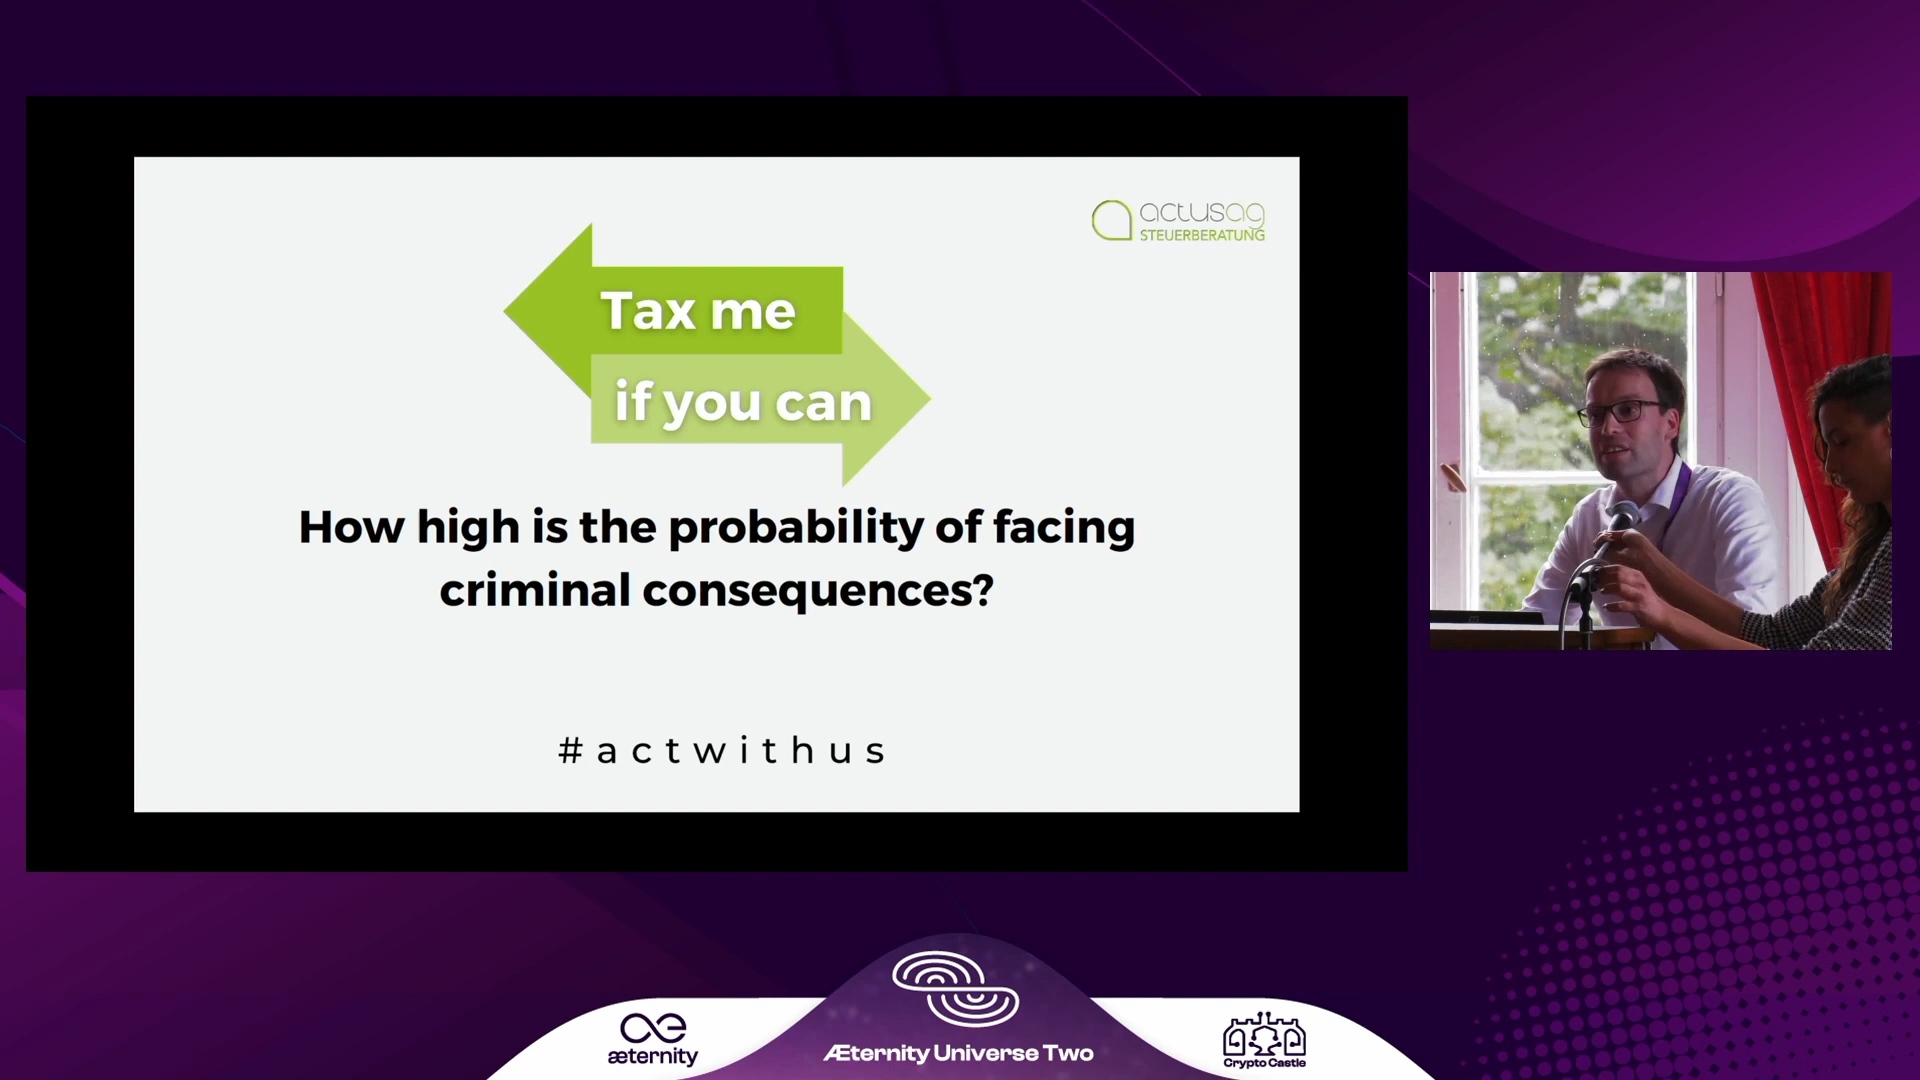 actusag
STEUERBERATUNG
Tax me
if you can
How high is the probability of facing
criminal consequences?
#actwithus
æternity
Æternity Universe Two
Crypto Castle